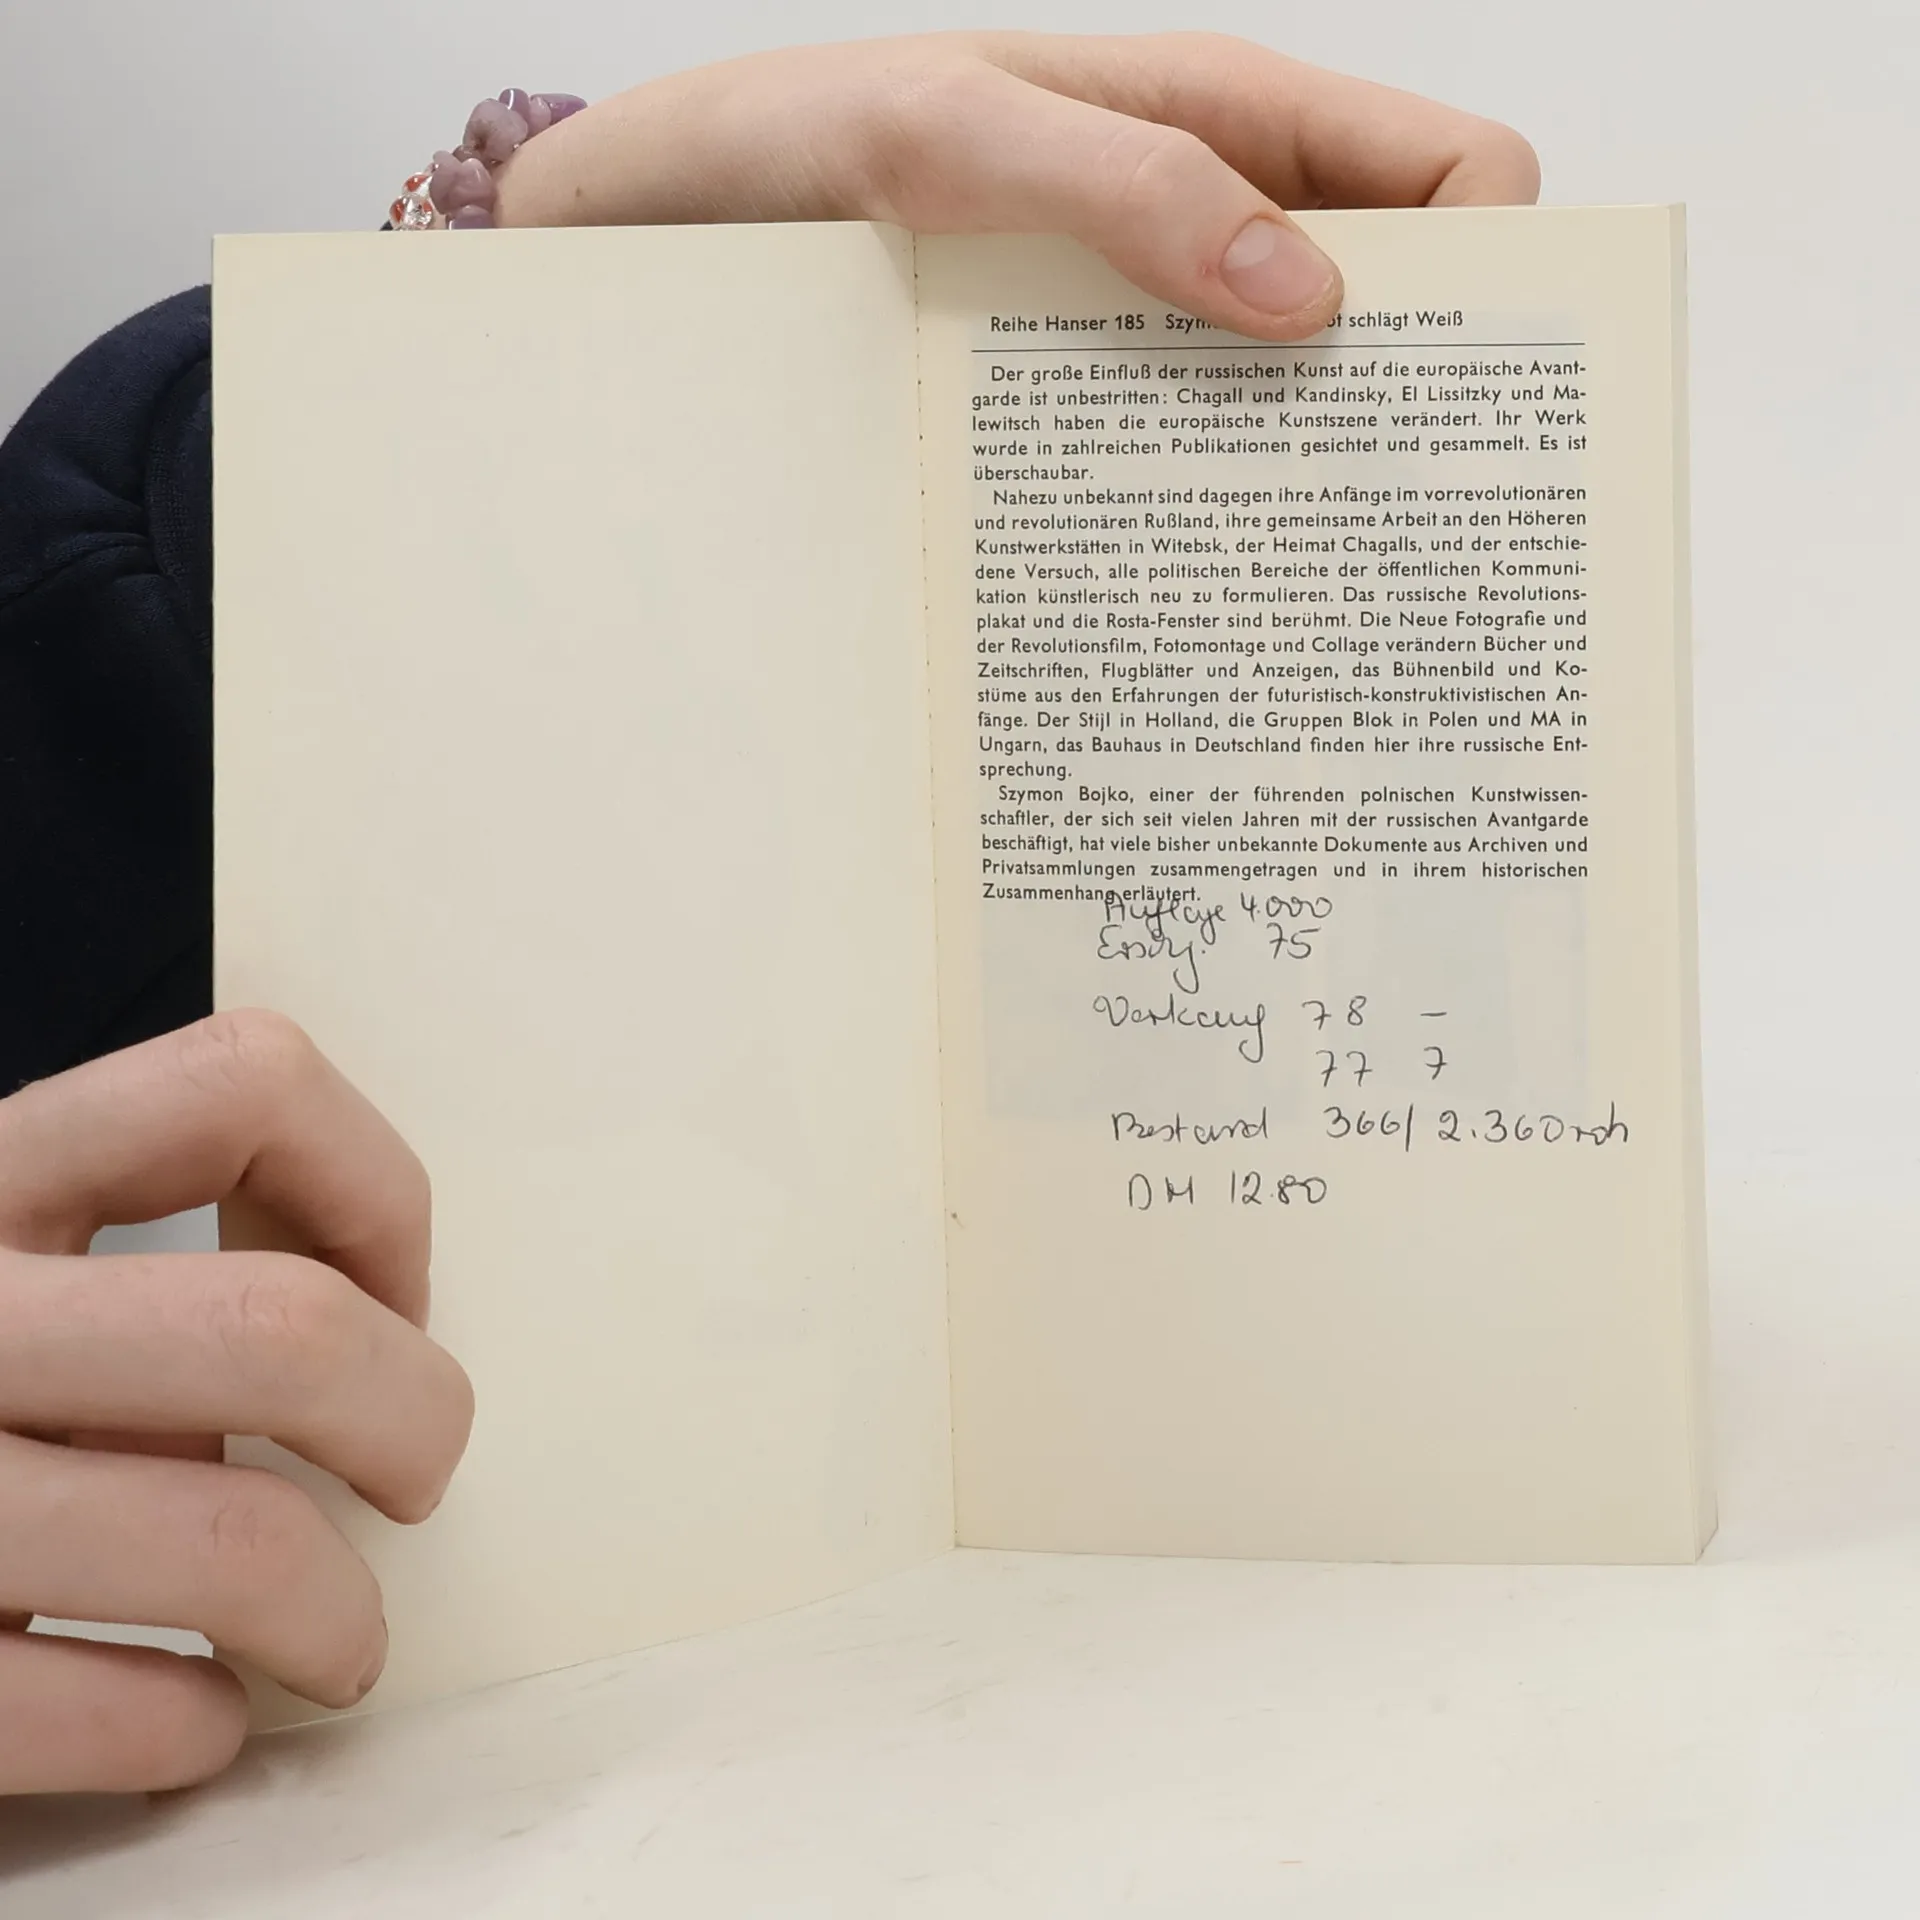 Reihe Hanser 185 Szym ot schlägt Weiß
Der große Einfluß der russischen Kunst auf die europäische Avant-
garde ist unbestritten: Chagall und Kandinsky, El Lissitzky und Ma-
lewitsch haben die europäische Kunstszene verändert. Ihr Werk
wurde in zahlreichen Publikationen gesichtet und gesammelt. Es ist
überschaubar.
Nahezu unbekannt sind dagegen ihre Anfänge im vorrevolutionären
und revolutionären Rußland, ihre gemeinsame Arbeit an den Höheren
Kunstwerkstätten in Witebsk, der Heimat Chagalls, und der entschie-
dene Versuch, alle politischen Bereiche der öffentlichen Kommuni-
kation künstlerisch neu zu formulieren. Das russische Revolutions-
plakat und die Rosta-Fenster sind berühmt. Die Neue Fotografie und
der Revolutionsfilm, Fotomontage und Collage verändern Bücher und
Zeitschriften, Flugblätter und Anzeigen, das Bühnenbild und Ko-
stüme aus den Erfahrungen der futuristisch-konstruktivistischen An-
fänge. Der Stijl in Holland, die Gruppen Blok in Polen und MA in
Ungarn, das Bauhaus in Deutschland finden hier ihre russische Ent-
sprechung.
Szymon Bojko, einer der führenden polnischen Kunstwissen-
schaftler, der sich seit vielen Jahren mit der russischen Avantgarde
beschäftigt, hat viele bisher unbekannte Dokumente aus Archiven und
Privatsammlungen zusammengetragen und in ihrem historischen
Zusammenhang erläutert.
Auflage 4.000
75
Verkauf 78 –
77 7
Bestand 366/ 2.360 roh
DM 12.80